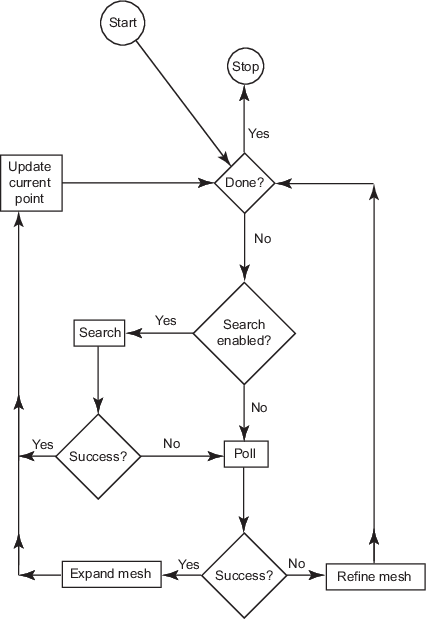 Start
Stop
Yes
Update
current
point
Done?
No
Search
enabled?
Yes
Search
No
Yes
Success?
No
Poll
Expand mesh
Yes
Success?
No
Refine mesh